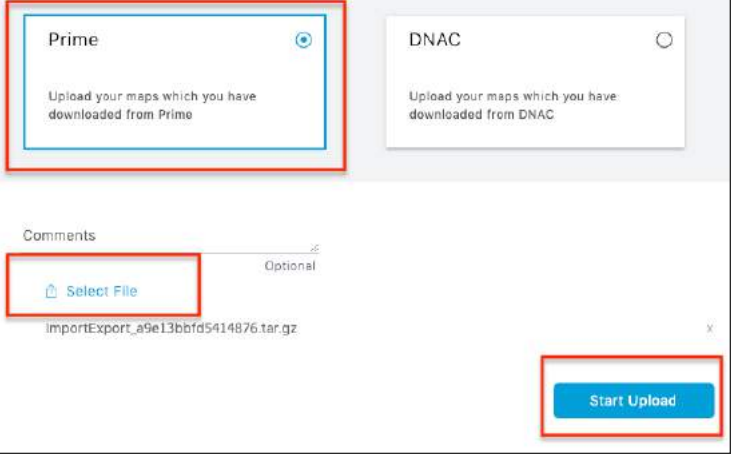 Prime
DNAC
Upload your maps which you have
downloaded from Prime
Upload your maps which you have
downloaded from DNAC
Comments
Optional
Select File
ImportExport_a9e13bbfd5414876.tar.gz
x
Start Upload